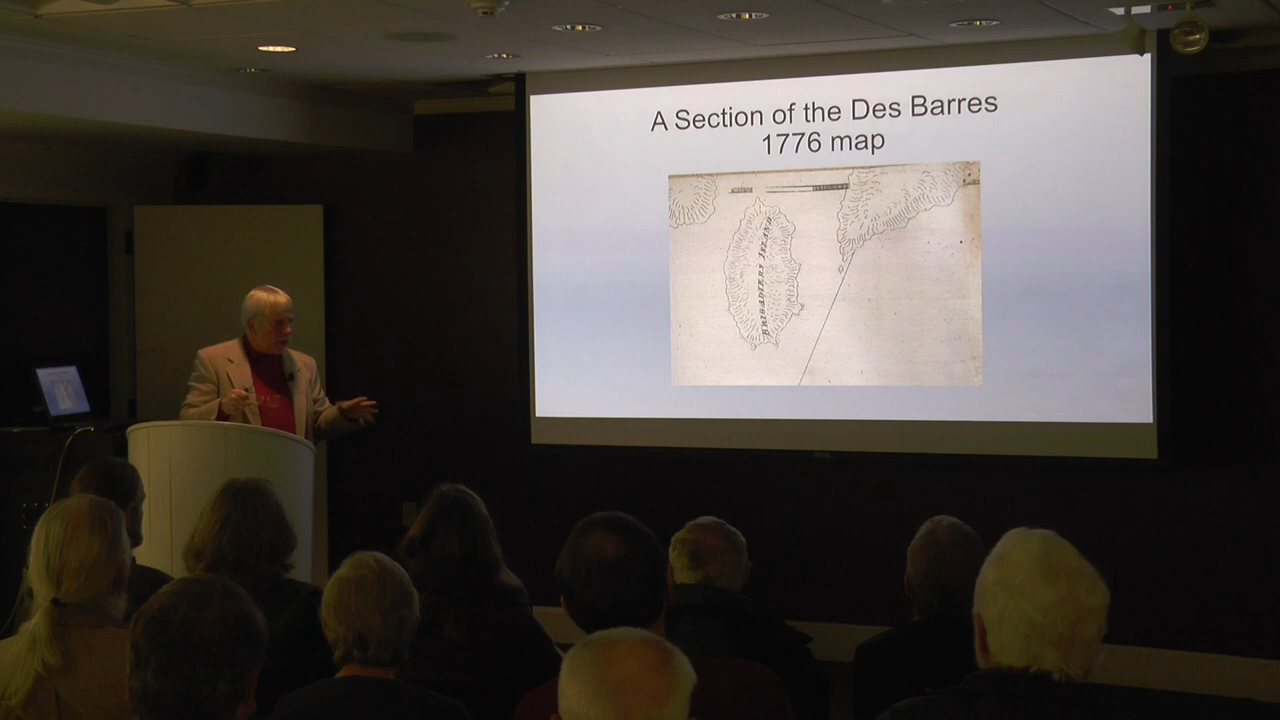 A Section of the Des Barres
1776 map
BRIGADIERS ISLAND